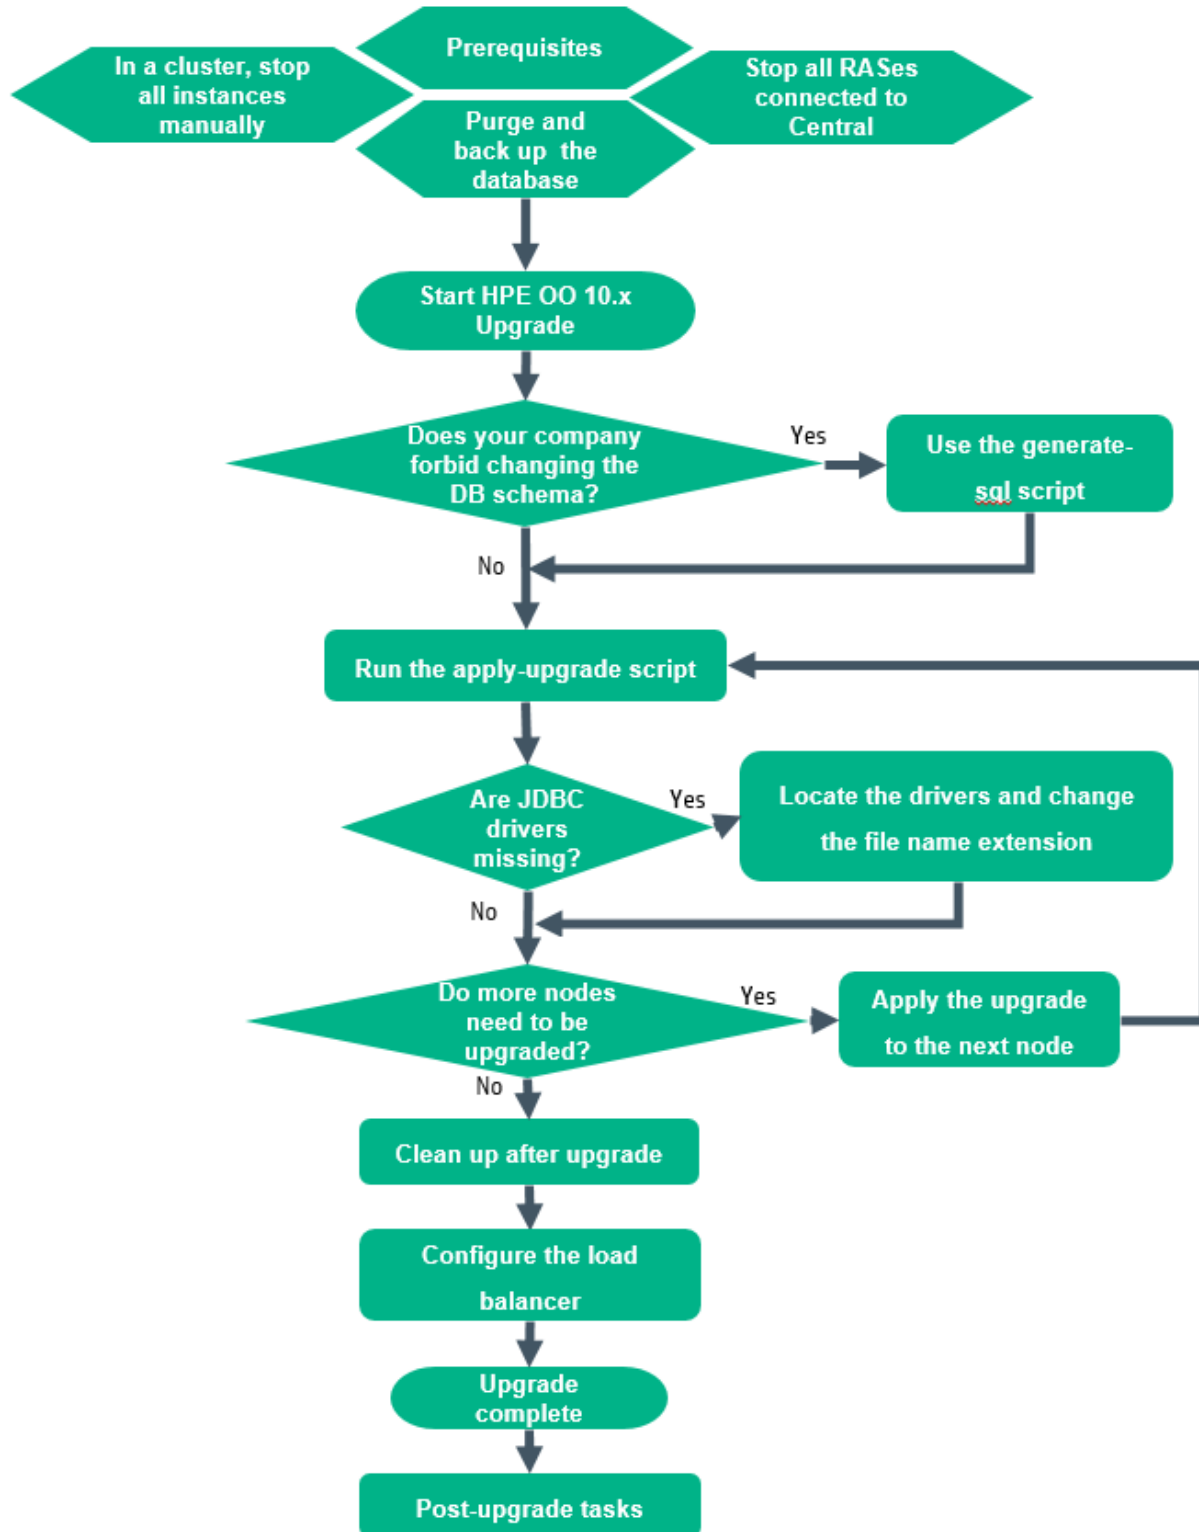 Prerequisites
In a cluster, stop
all instances
manually
Stop all RASes
connected to
Central
Purge and
back up the
database
Start HPE OO 10.x
Upgrade
Does your company
forbid changing the
DB schema?
Yes
Use the generate-
sql script
No
Run the apply-upgrade script
Are JDBC
drivers
missing?
Yes
Locate the drivers and change
the file name extension
No
Do more nodes
need to be
upgraded?
Yes
Apply the upgrade
to the next node
No
Clean up after upgrade
Configure the load
balancer
Upgrade
complete
Post-upgrade tasks